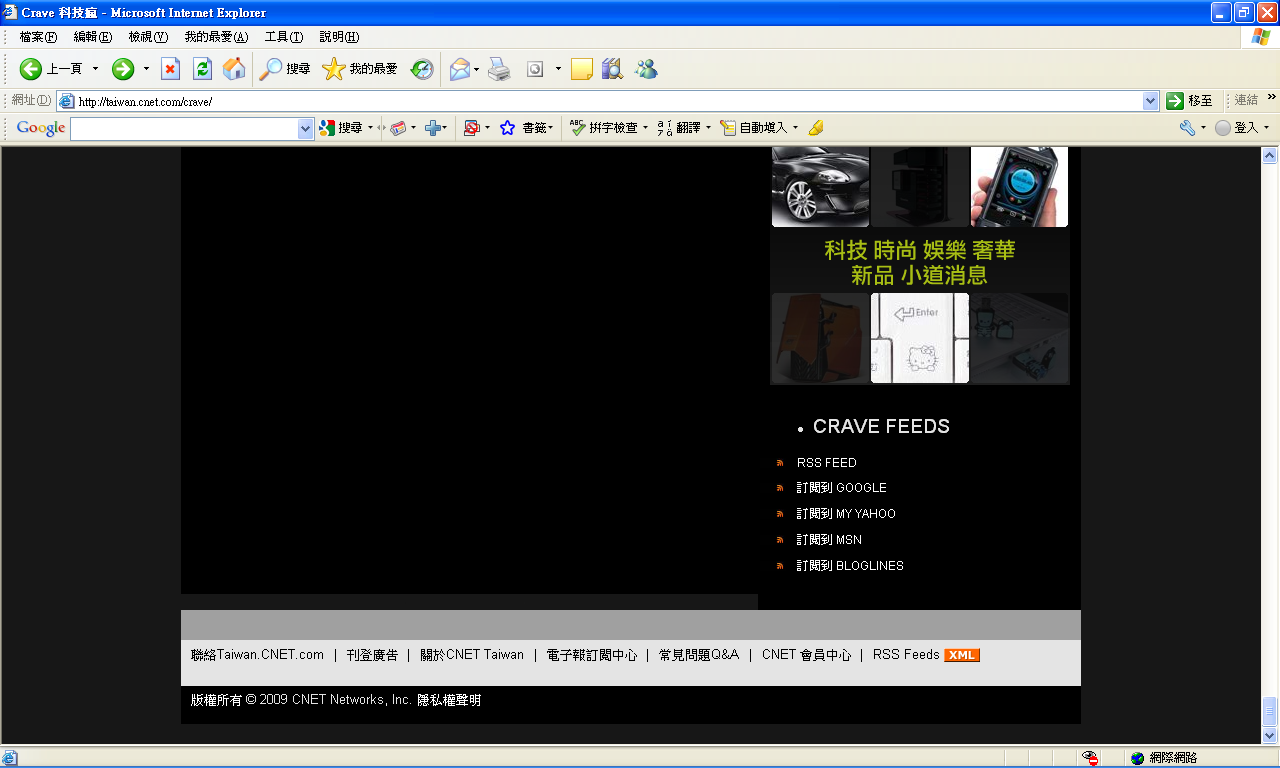 Crave 科技瘋 - Microsoft Internet Explorer
檔案(F) 編輯(E) 檢視(V) 我的最愛(A) 工具(T) 說明(H)
上一頁 搜尋 我的最愛
網址(D) http://taiwan.cnet.com/crave/ 移至 連結 »
Google 搜尋 書籤 ABC 拼字檢查 翻譯 自動填入 登入
科技 時尚 娛樂 奢華
新品 小道消息
Enter
• CRAVE FEEDS
RSS FEED
訂閱到 GOOGLE
訂閱到 MY YAHOO
訂閱到 MSN
訂閱到 BLOGLINES
聯絡Taiwan.CNET.com | 刊登廣告 | 關於CNET Taiwan | 電子報訂閱中心 | 常見問題Q&A | CNET 會員中心 | RSS Feeds XML
版權所有 © 2009 CNET Networks, Inc. 隱私權聲明
網際網路